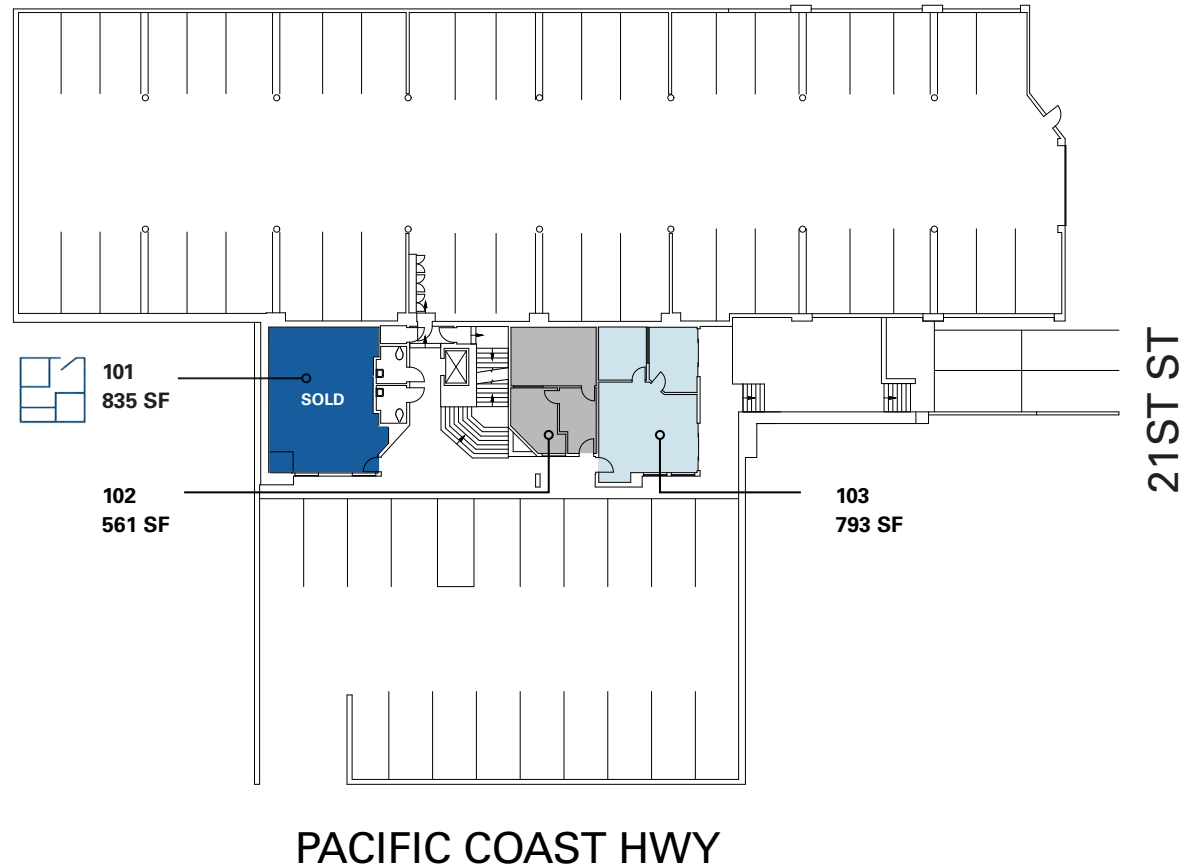 101
835 SF
SOLD
102
561 SF
103
793 SF
21ST ST
PACIFIC COAST HWY